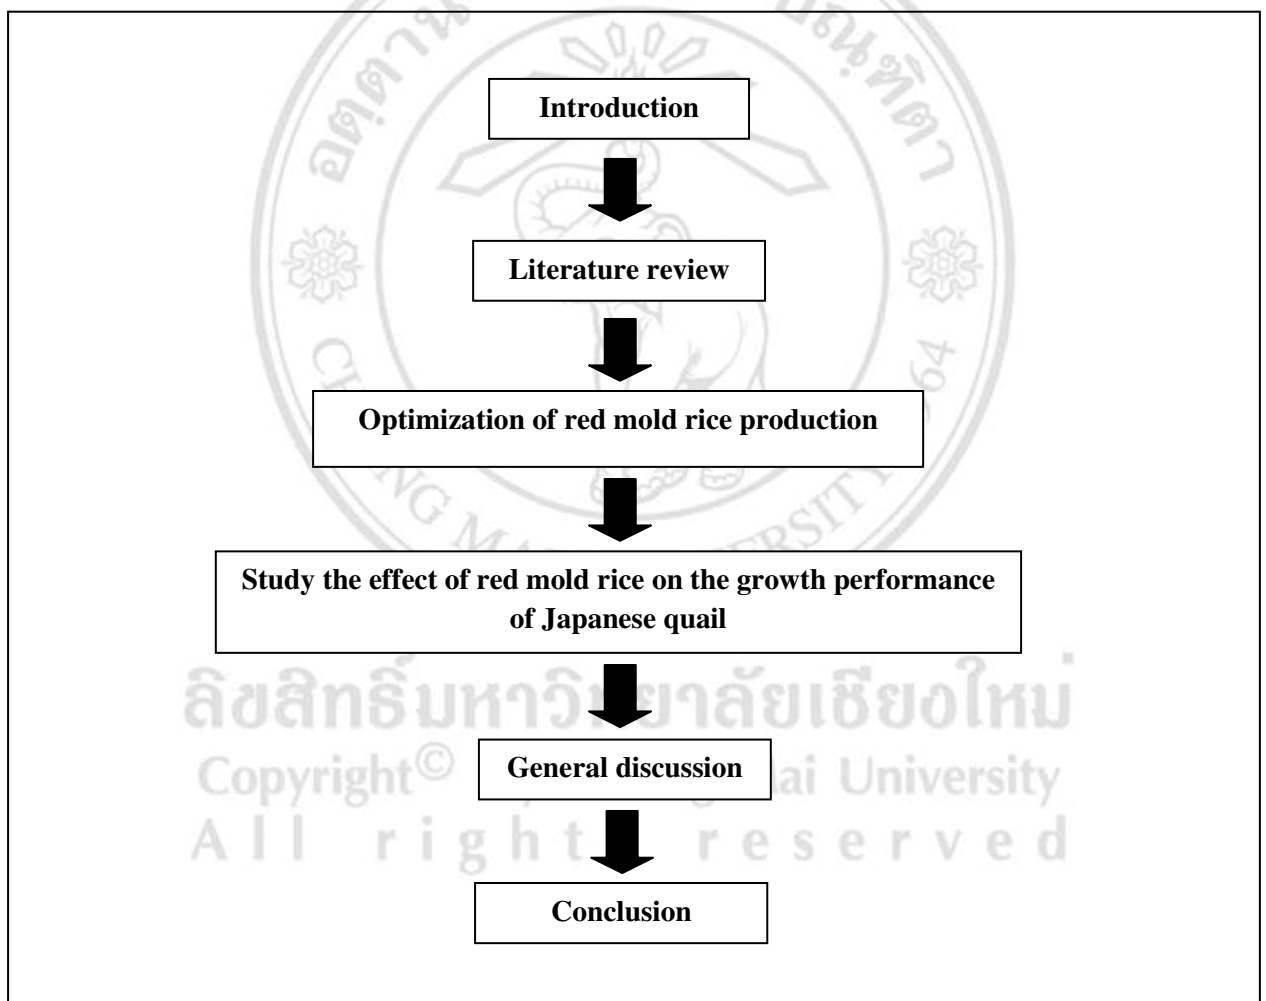 Introduction
Literature review
Optimization of red mold rice production
Study the effect of red mold rice on the growth performance
of Japanese quail
ลิขสิทธิ์มหาวิทยาลัยเชียงใหม่
General discussion
Copyright© University
All rights reserved
Conclusion